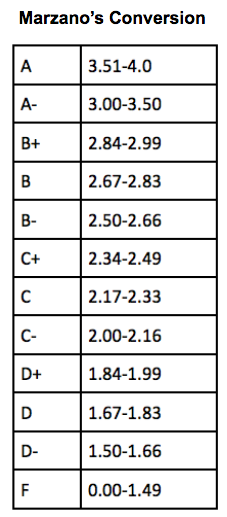 Marzano's Conversion
A 3.51-4.0
A- 3.00-3.50
B+ 2.84-2.99
B 2.67-2.83
B- 2.50-2.66
C+ 2.34-2.49
C 2.17-2.33
C- 2.00-2.16
D+ 1.84-1.99
D 1.67-1.83
D- 1.50-1.66
F 0.00-1.49